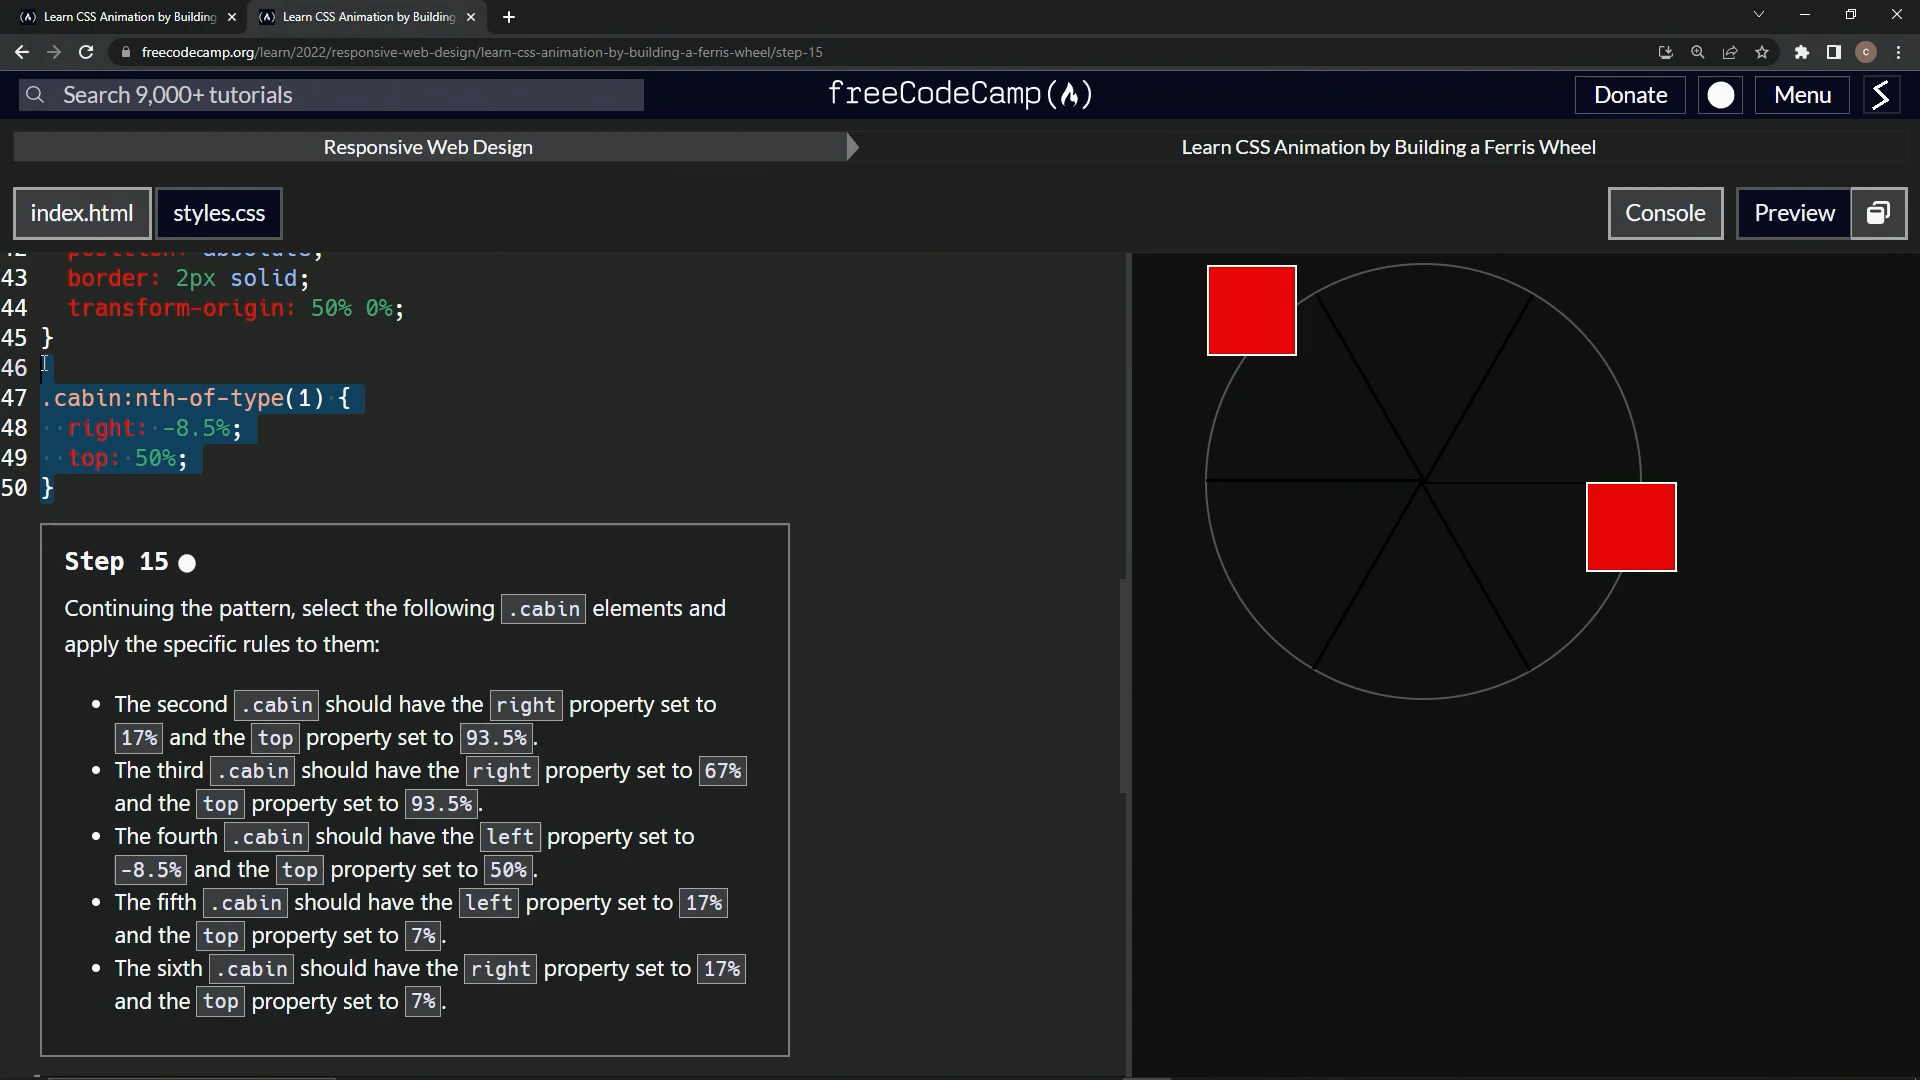 Learn CSS Animation by Building
Learn CSS Animation by Building
freecodecamp.org/learn/2022/responsive-web-design/learn-css-animation-by-building-a-ferris-wheel/step-15
C
Search 9,000+ tutorials
freeCodeCamp
Donate
Menu
Responsive Web Design
Learn CSS Animation by Building a Ferris Wheel
index.html
styles.css
Console
Preview
42 position: absolute;
43 border: 2px solid;
44 transform-origin: 50% 0%;
45 }
46
47 .cabin:nth-of-type(1) {
48 right: -8.5%;
49 top: 50%;
50 }
Step 15
Continuing the pattern, select the following .cabin elements and
apply the specific rules to them:
• The second .cabin should have the right property set to
17% and the top property set to 93.5%.
• The third .cabin should have the right property set to 67%
and the top property set to 93.5%.
• The fourth .cabin should have the left property set to
-8.5% and the top property set to 50%.
• The fifth .cabin should have the left property set to 17%
and the top property set to 7%.
• The sixth .cabin should have the right property set to 17%
and the top property set to 7%.